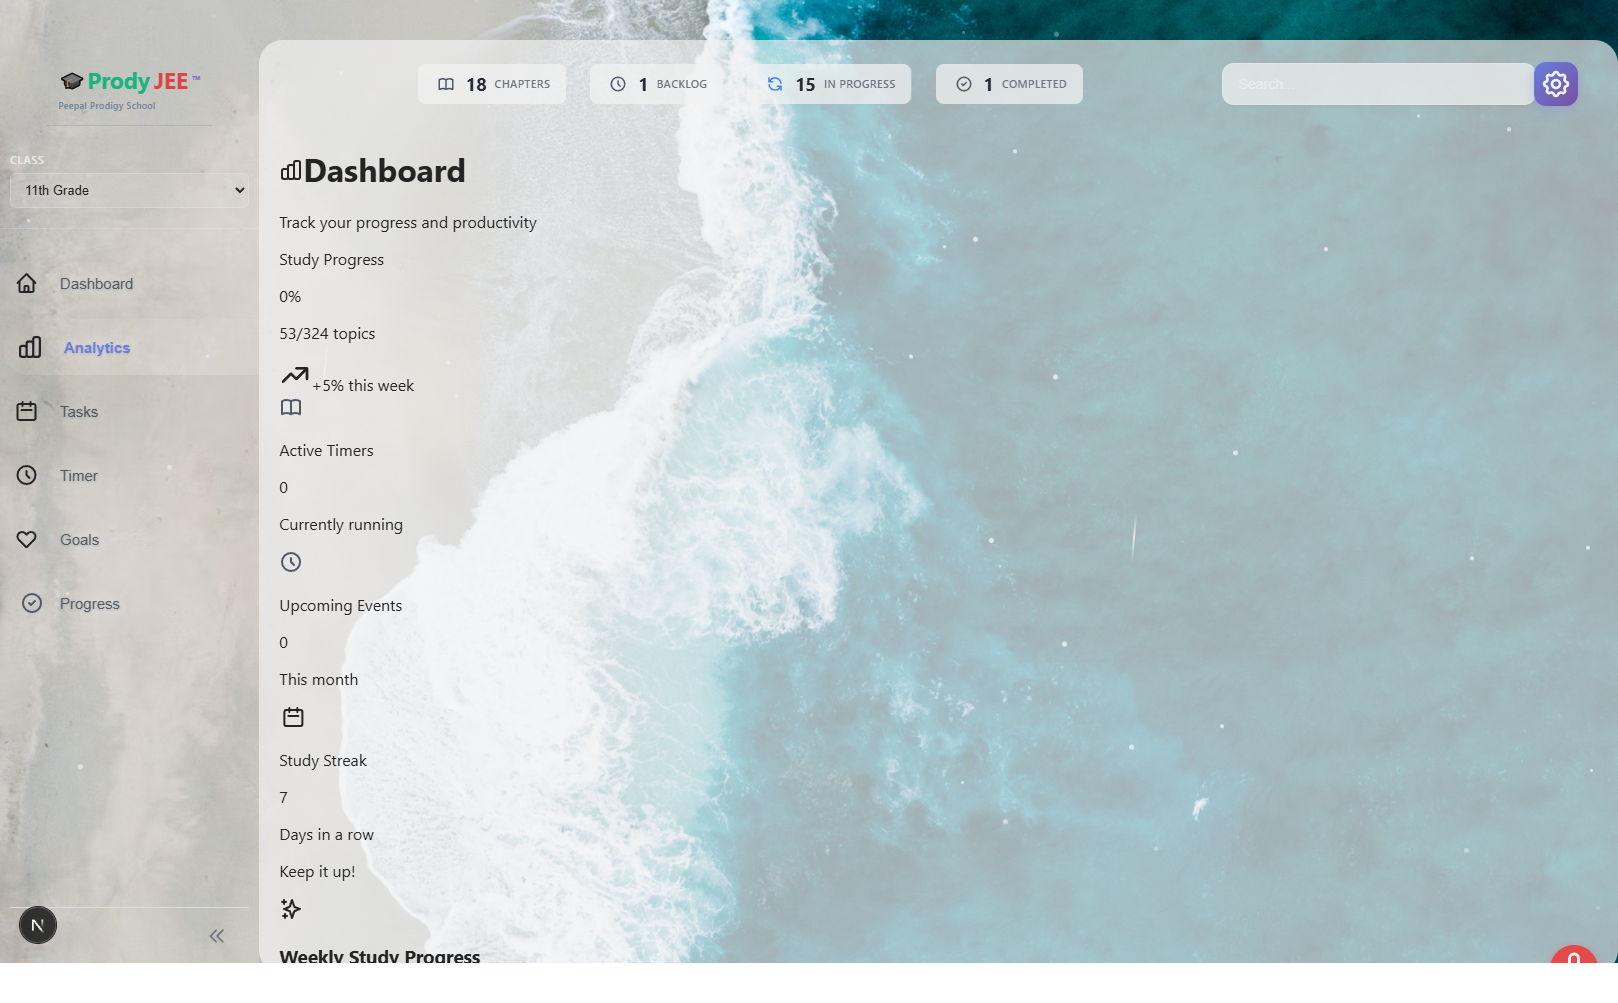 Prody JEE ™
Peepal Prodigy School
CLASS
11th Grade
Dashboard
Analytics
Tasks
Timer
Goals
Progress
N
18 CHAPTERS
1 BACKLOG
15 IN PROGRESS
1 COMPLETED
Search...
Dashboard
Track your progress and productivity
Study Progress
0%
53/324 topics
+5% this week
Active Timers
0
Currently running
Upcoming Events
0
This month
Study Streak
7
Days in a row
Keep it up!
Weekly Study Progress